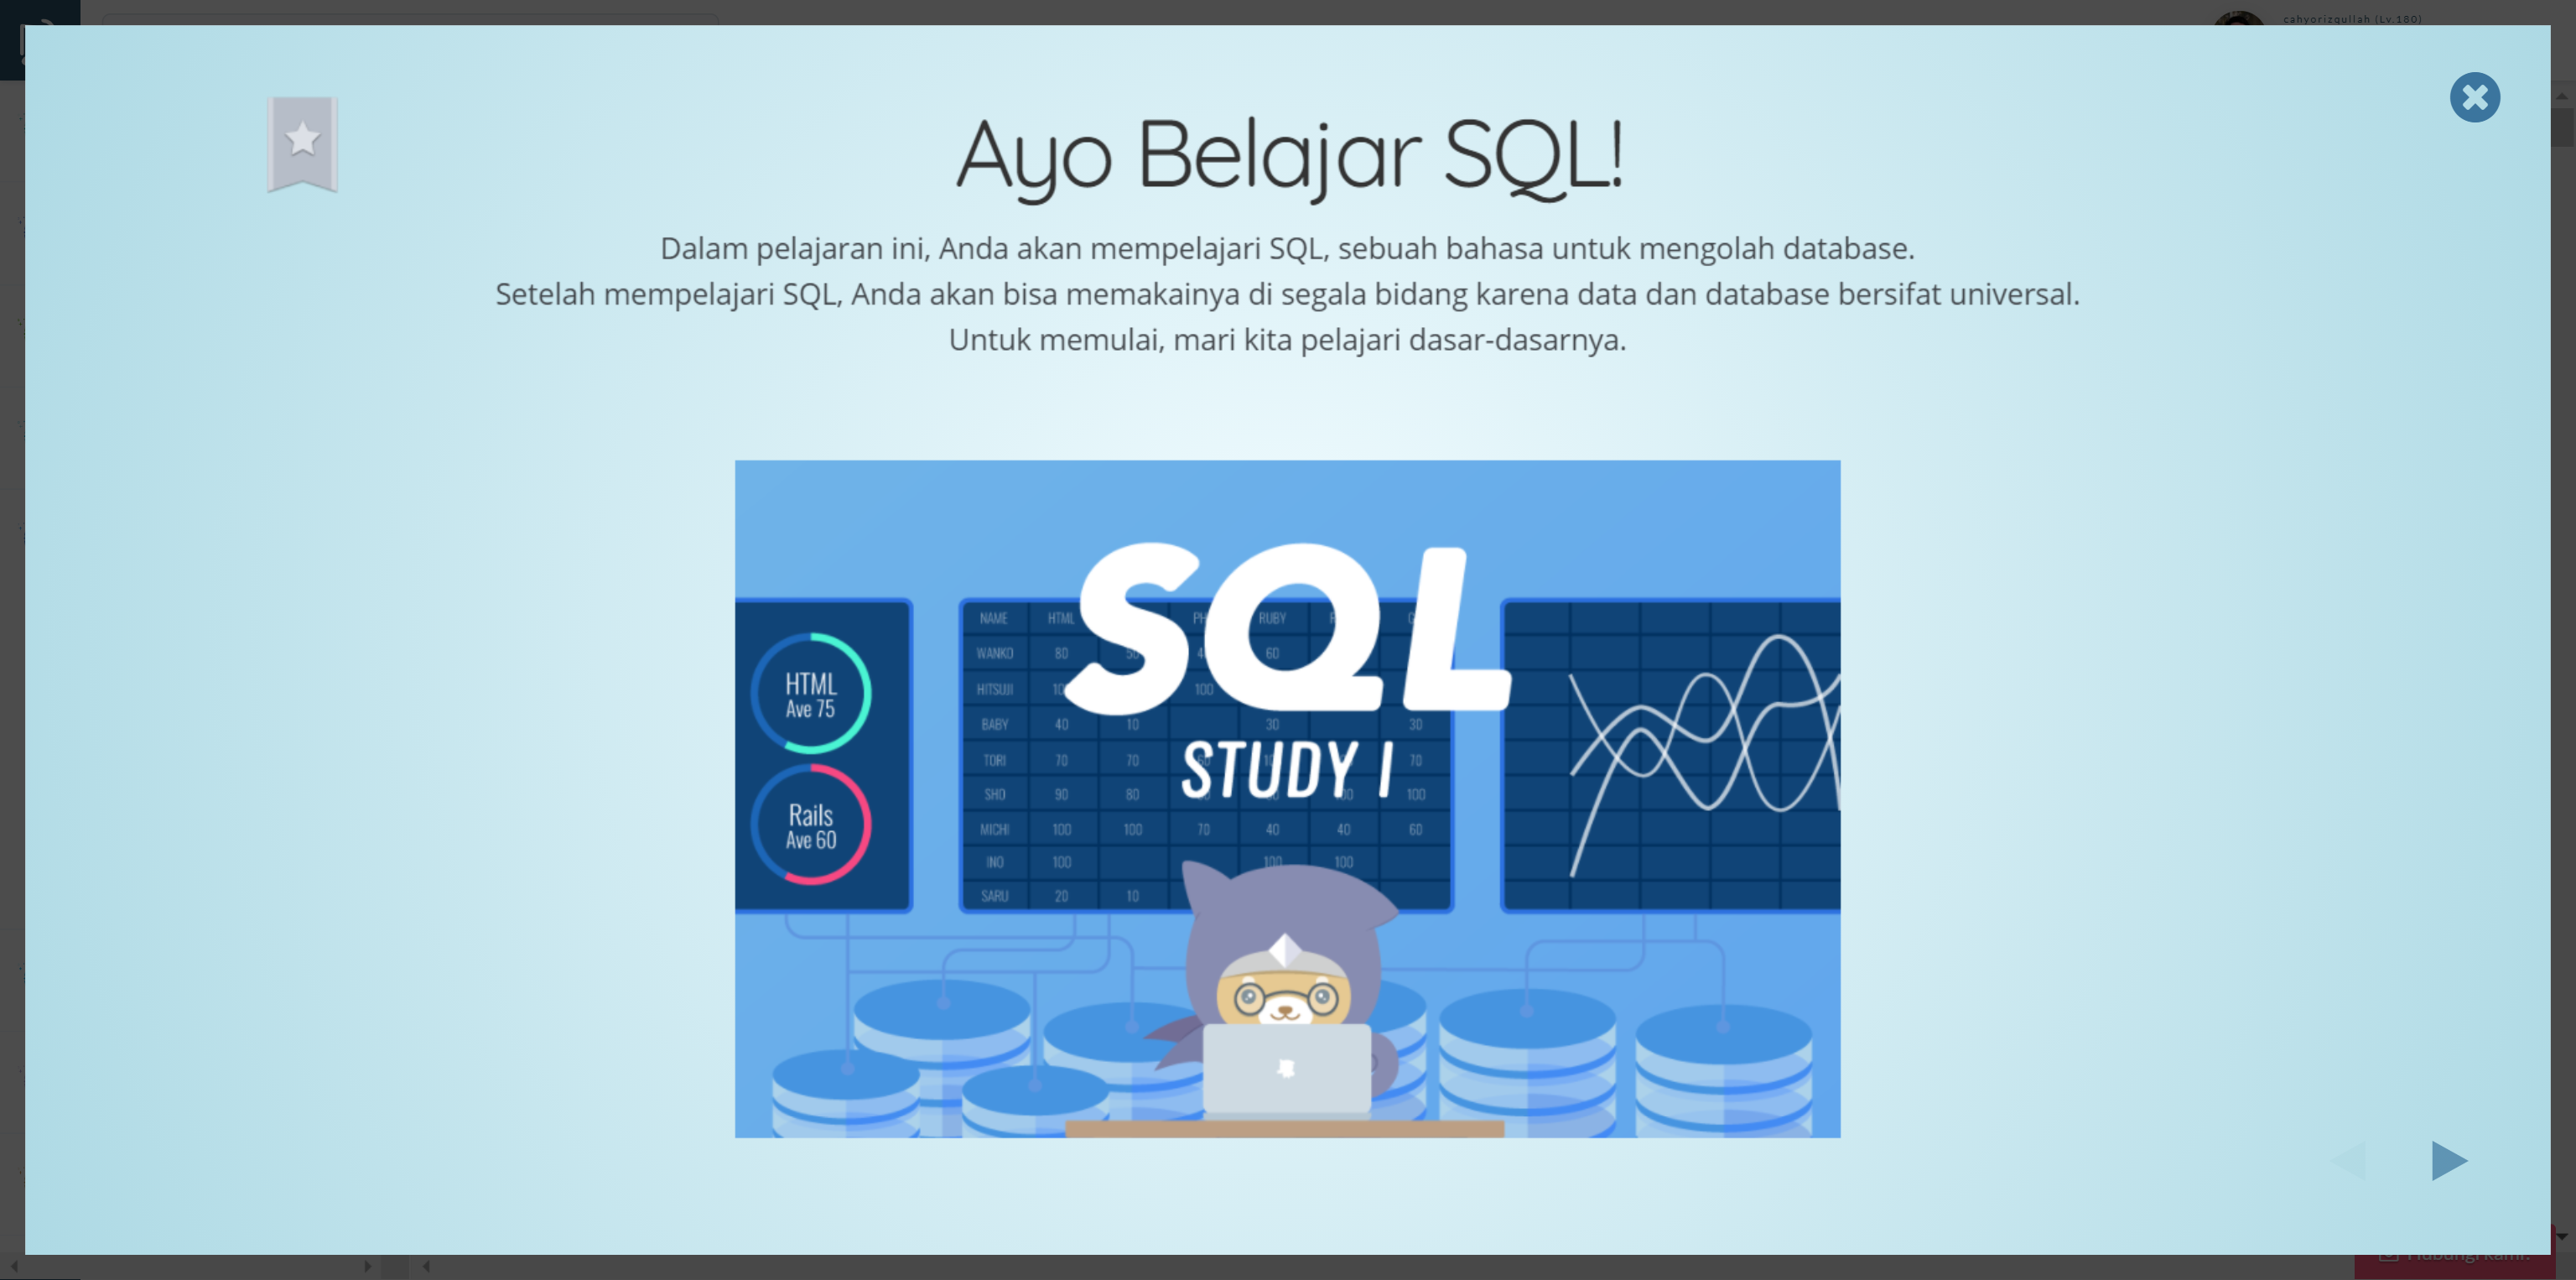 cahyorizqullah (Lv.180)
Ayo Belajar SQL!
Dalam pelajaran ini, Anda akan mempelajari SQL, sebuah bahasa untuk mengolah database.
Setelah mempelajari SQL, Anda akan bisa memakainya di segala bidang karena data dan database bersifat universal.
Untuk memulai, mari kita pelajari dasar-dasarnya.
SQL
STUDY I
HTML
Ave 75
Rails
Ave 60
NAME HTML RUBY
WANKO 80 60
HITSUJI 100
BABY 40 10 30 30
TORI 70 70 70
SHO 90 80 100
MICHI 100 100 70 40 40 60
INO 100 100 100
SARU 20 10